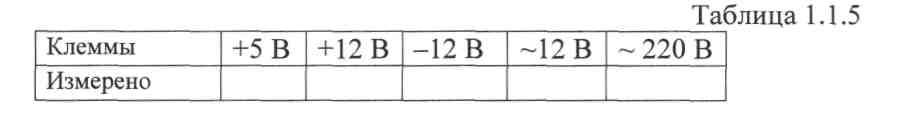 Таблица 1.1.5
Клеммы +5 В +12 В –12 В ~12 В ~ 220 В
Измерено